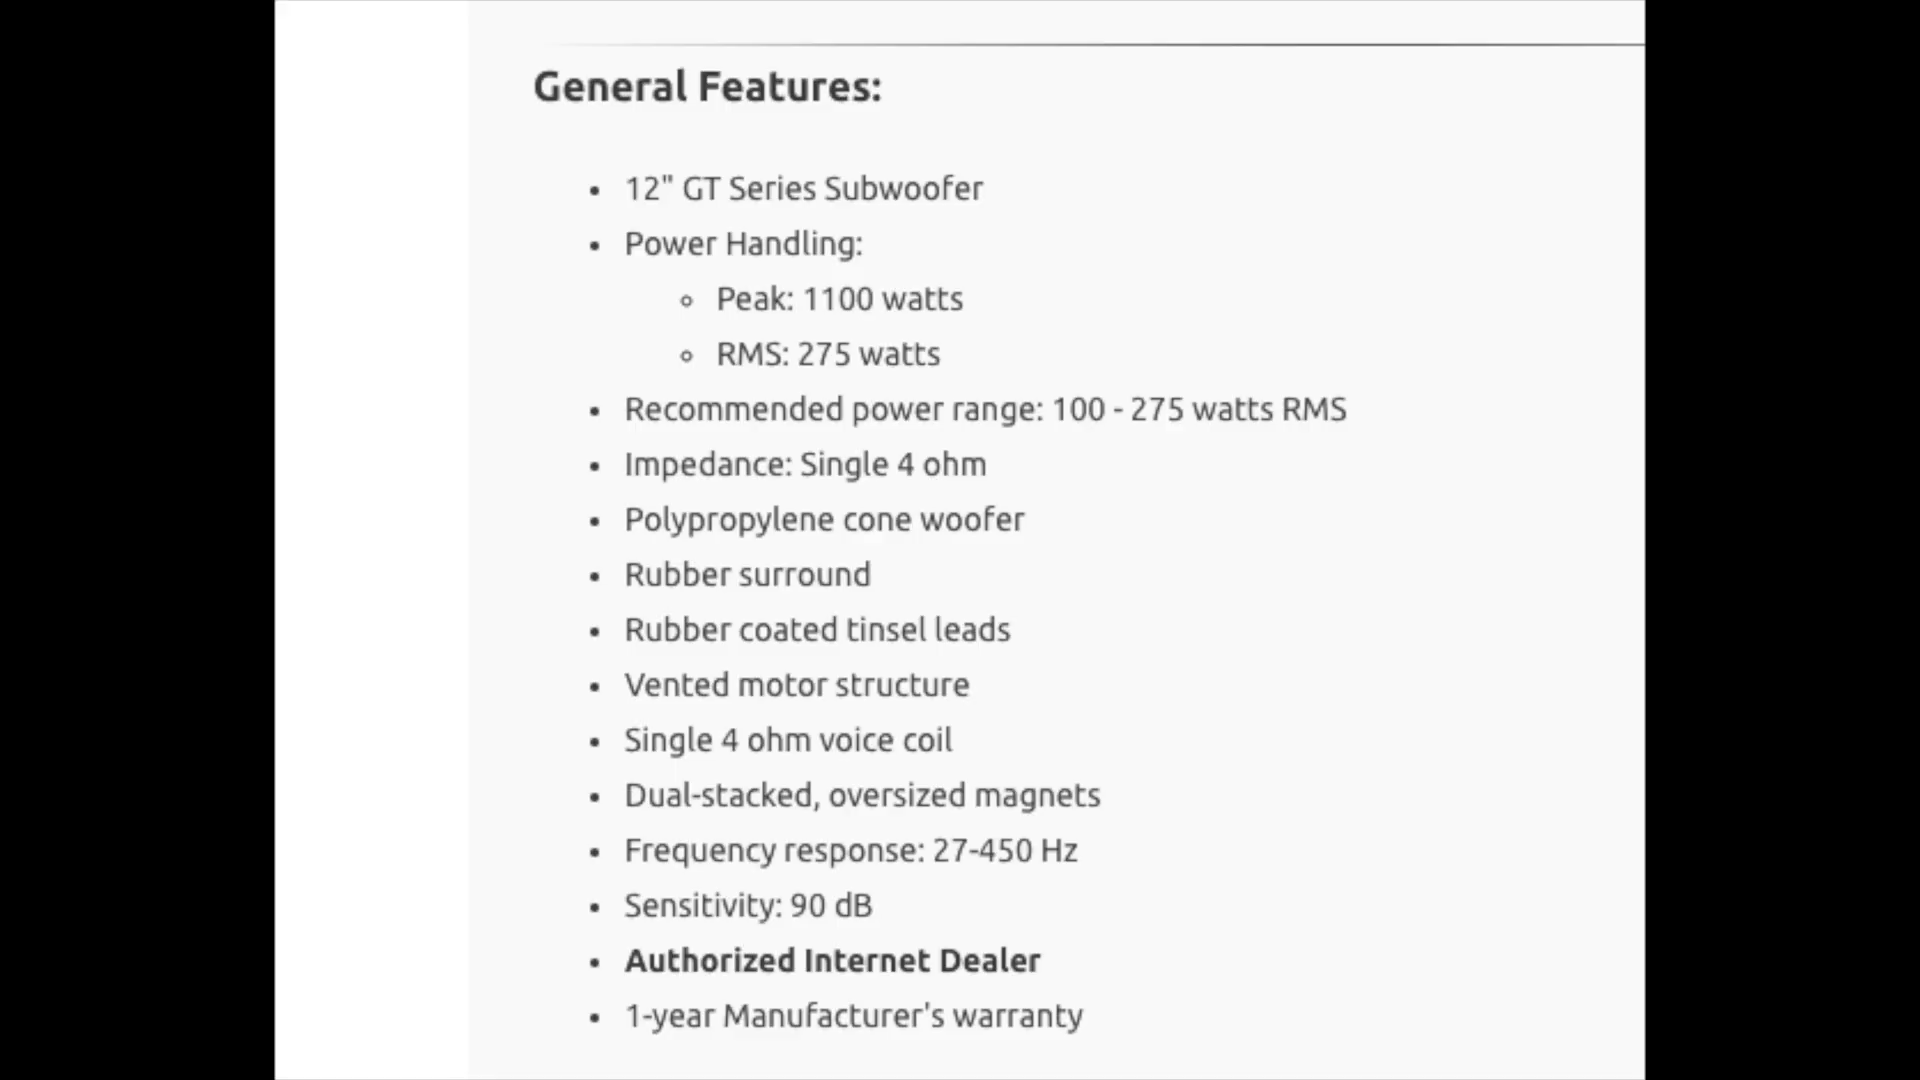 General Features:
• 12" GT Series Subwoofer
• Power Handling:
◦ Peak: 1100 watts
◦ RMS: 275 watts
• Recommended power range: 100 - 275 watts RMS
• Impedance: Single 4 ohm
• Polypropylene cone woofer
• Rubber surround
• Rubber coated tinsel leads
• Vented motor structure
• Single 4 ohm voice coil
• Dual-stacked, oversized magnets
• Frequency response: 27-450 Hz
• Sensitivity: 90 dB
• Authorized Internet Dealer
• 1-year Manufacturer's warranty